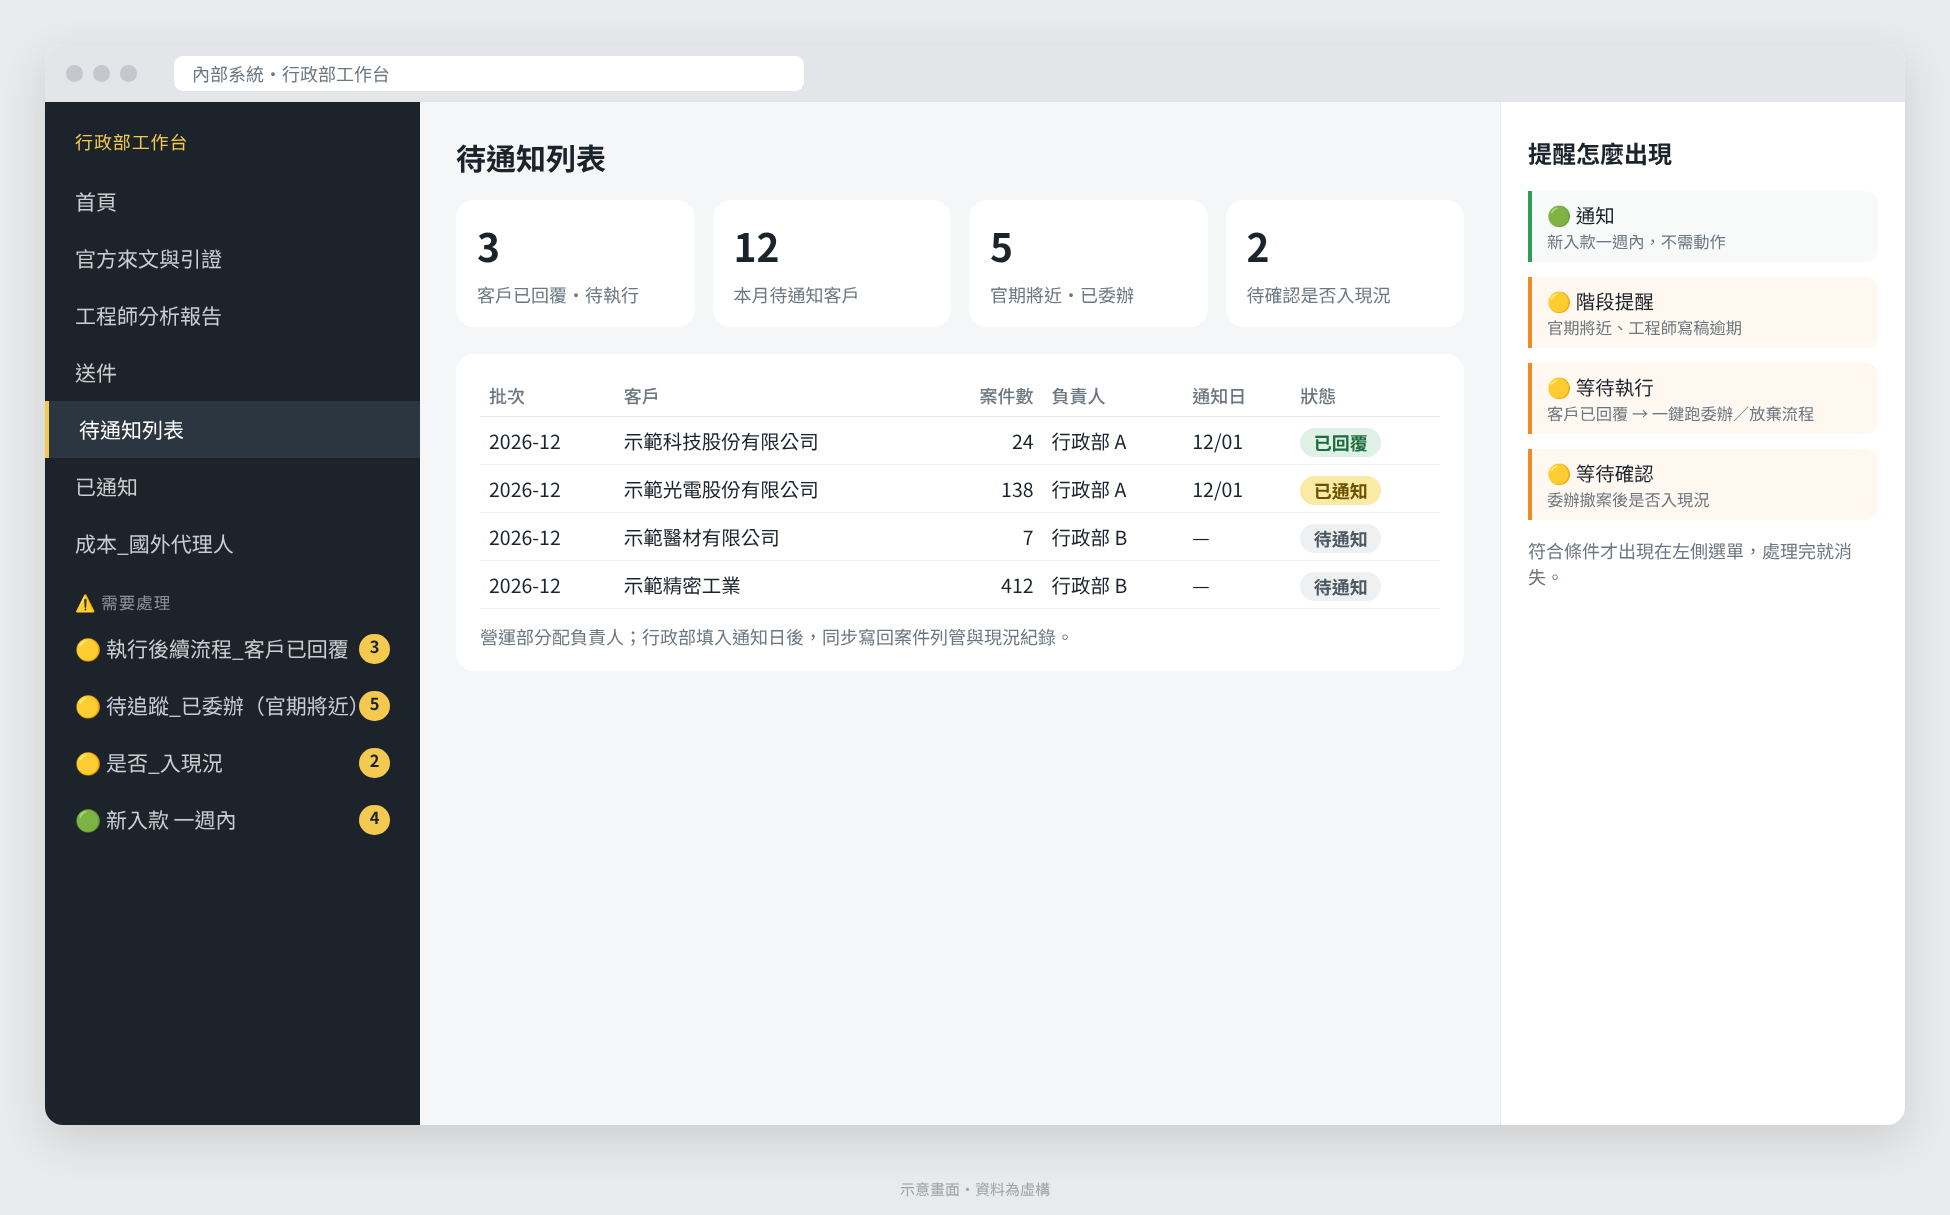 內部系統・行政部工作台
行政部工作台
首頁
官方來文與引證
工程師分析報告
送件
待通知列表
已通知
成本_國外代理人
⚠️ 需要處理
🟡 執行後續流程_客戶已回覆 3
🟡 待追蹤_已委辦（官期將近） 5
🟡 是否_入現況 2
🟢 新入款 一週內 4
待通知列表
3
客戶已回覆・待執行
12
本月待通知客戶
5
官期將近・已委辦
2
待確認是否入現況
批次 客戶 案件數 負責人 通知日 狀態
2026-12 示範科技股份有限公司 24 行政部 A 12/01 已回覆
2026-12 示範光電股份有限公司 138 行政部 A 12/01 已通知
2026-12 示範醫材有限公司 7 行政部 B — 待通知
2026-12 示範精密工業 412 行政部 B — 待通知
營運部分配負責人；行政部填入通知日後，同步寫回案件列管與現況紀錄。
提醒怎麼出現
🟢 通知
新入款一週內，不需動作
🟡 階段提醒
官期將近、工程師寫稿逾期
🟡 等待執行
客戶已回覆 → 一鍵跑委辦／放棄流程
🟡 等待確認
委辦撤案後是否入現況
符合條件才出現在左側選單，處理完就消
失。
示意畫面・資料為虛構